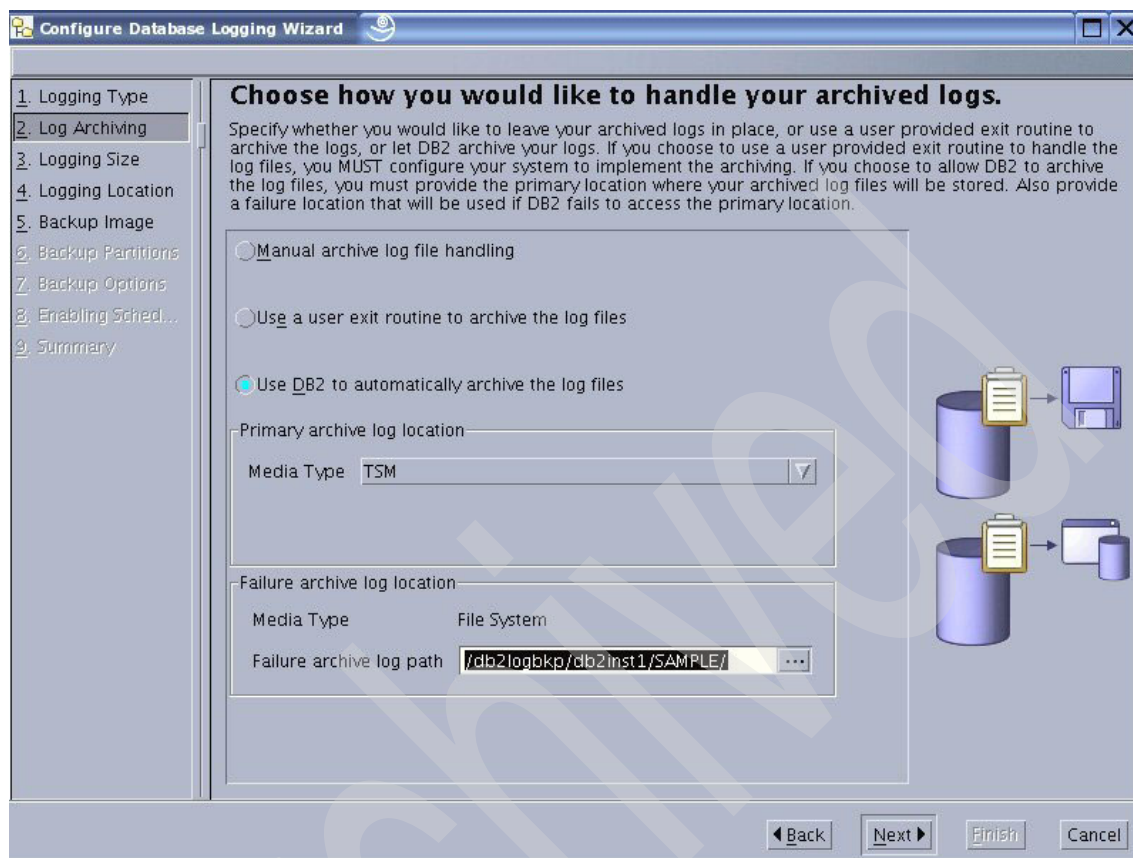 Configure Database Logging Wizard
1. Logging Type
2. Log Archiving
3. Logging Size
4. Logging Location
5. Backup Image
6. Backup Partitions
7. Backup Options
8. Enabling Sched...
9. Summary
Choose how you would like to handle your archived logs.
Specify whether you would like to leave your archived logs in place, or use a user provided exit routine to
archive the logs, or let DB2 archive your logs. If you choose to use a user provided exit routine to handle the
log files, you MUST configure your system to implement the archiving. If you choose to allow DB2 to archive
the log files, you must provide the primary location where your archived log files will be stored. Also provide
a failure location that will be used if DB2 fails to access the primary location.
Manual archive log file handling
Use a user exit routine to archive the log files
Use DB2 to automatically archive the log files
Primary archive log location
Media Type TSM
Failure archive log location
Media Type File System
Failure archive log path /db2logbkp/db2inst1/SAMPLE/ ...
Back Next Finish Cancel